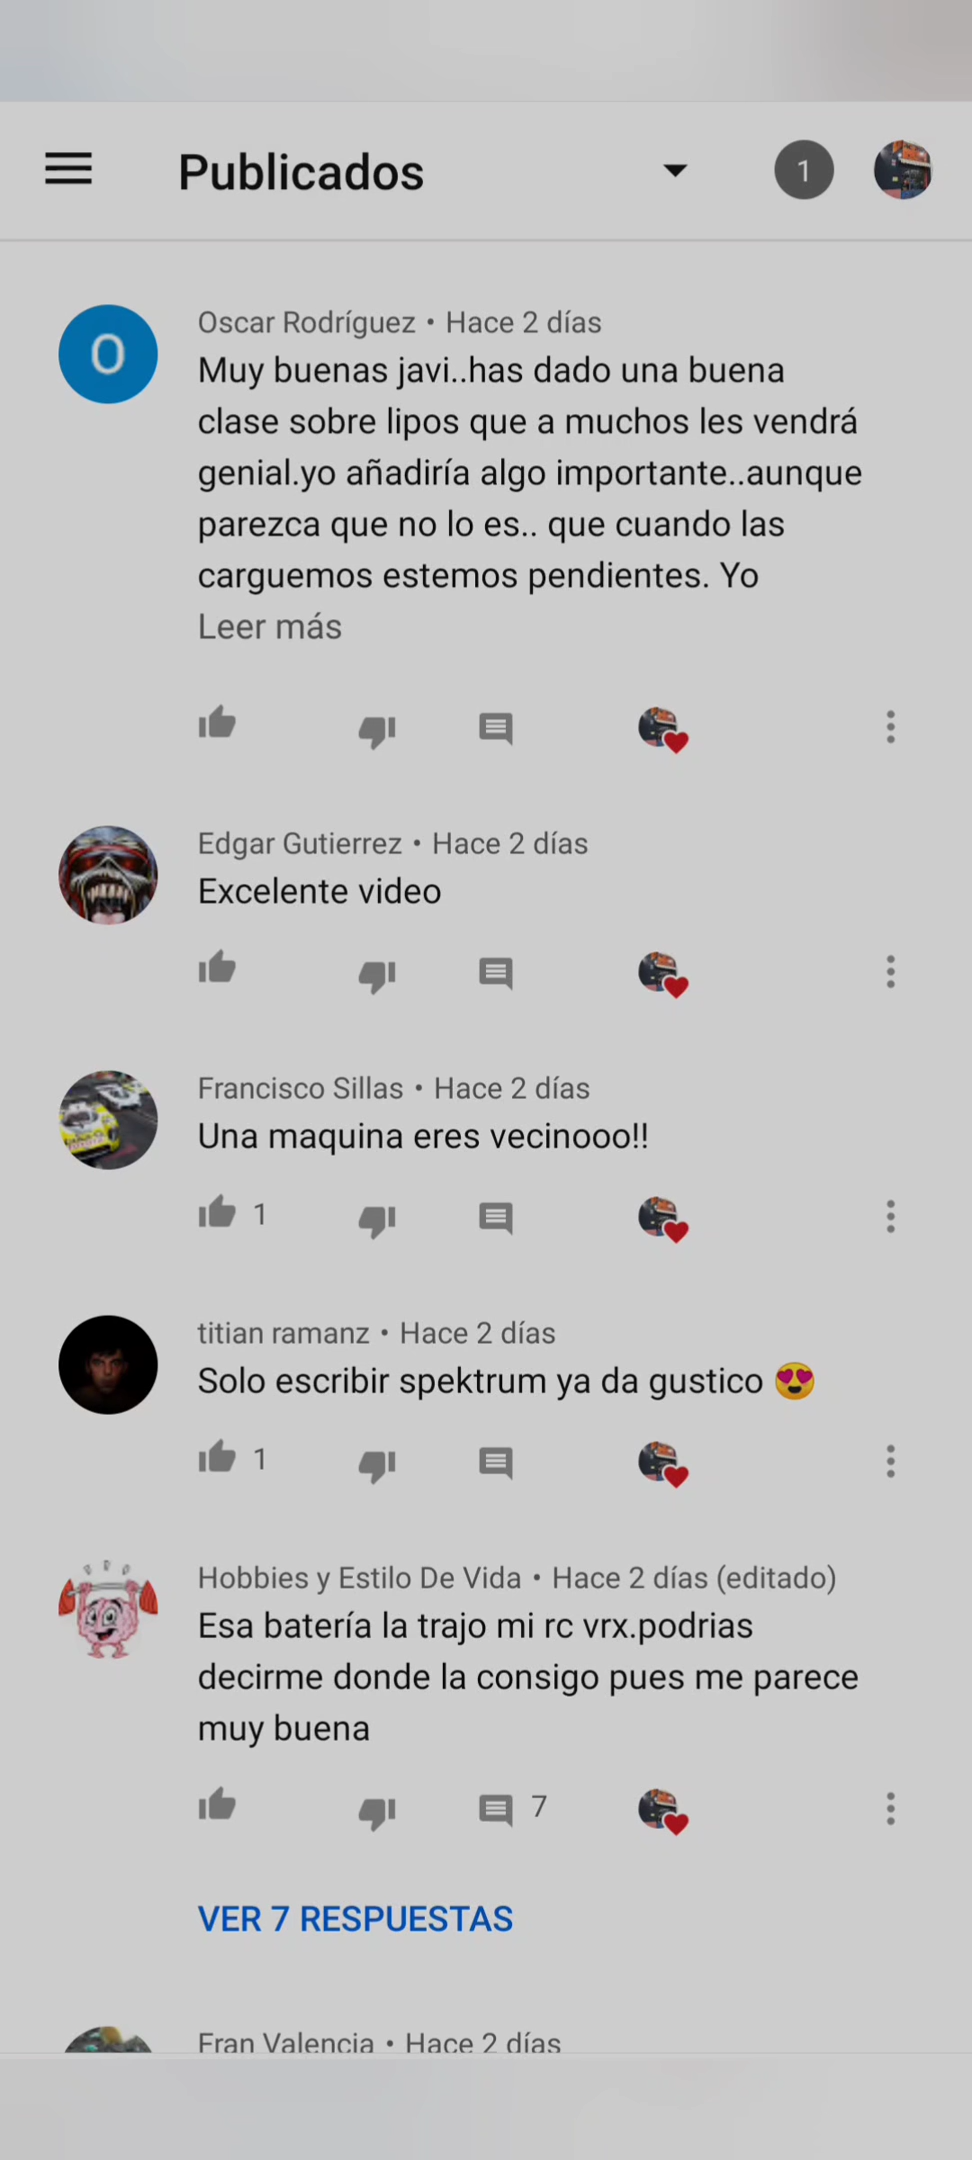 Publicados
1
Oscar Rodríguez • Hace 2 días
Muy buenas javi..has dado una buena
clase sobre lipos que a muchos les vendrá
genial.yo añadiría algo importante..aunque
parezca que no lo es.. que cuando las
carguemos estemos pendientes. Yo
Leer más
Edgar Gutierrez • Hace 2 días
Excelente video
Francisco Sillas • Hace 2 días
Una maquina eres vecinooo!!
1
titian ramanz • Hace 2 días
Solo escribir spektrum ya da gustico 😍
1
Hobbies y Estilo De Vida • Hace 2 días (editado)
Esa batería la trajo mi rc vrx.podrias
decirme donde la consigo pues me parece
muy buena
7
VER 7 RESPUESTAS
Fran Valencia • Hace 2 días